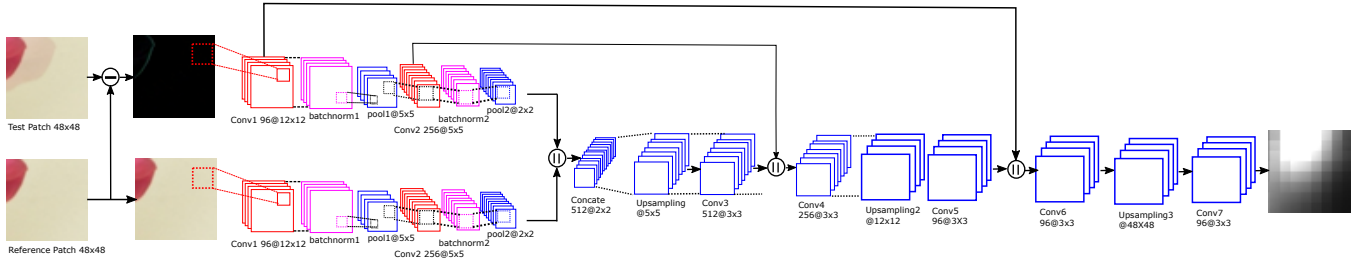 Test Patch 48x48
Conv1 96@12x12
batchnorm1
pool1@5x5
Conv2 256@5x5
batchnorm2
pool2@2x2
Reference Patch 48x48
Conv1 96@12x12
batchnorm1
pool1@5x5
Conv2 256@5x5
batchnorm2
pool2@2x2
Concate
512@2x2
Upsampling
@5x5
Conv3
512@3x3
Conv4
256@3x3
Upsampling2
@12x12
Conv5
96@3X3
Conv6
96@3x3
Upsampling3
@48X48
Conv7
96@3x3